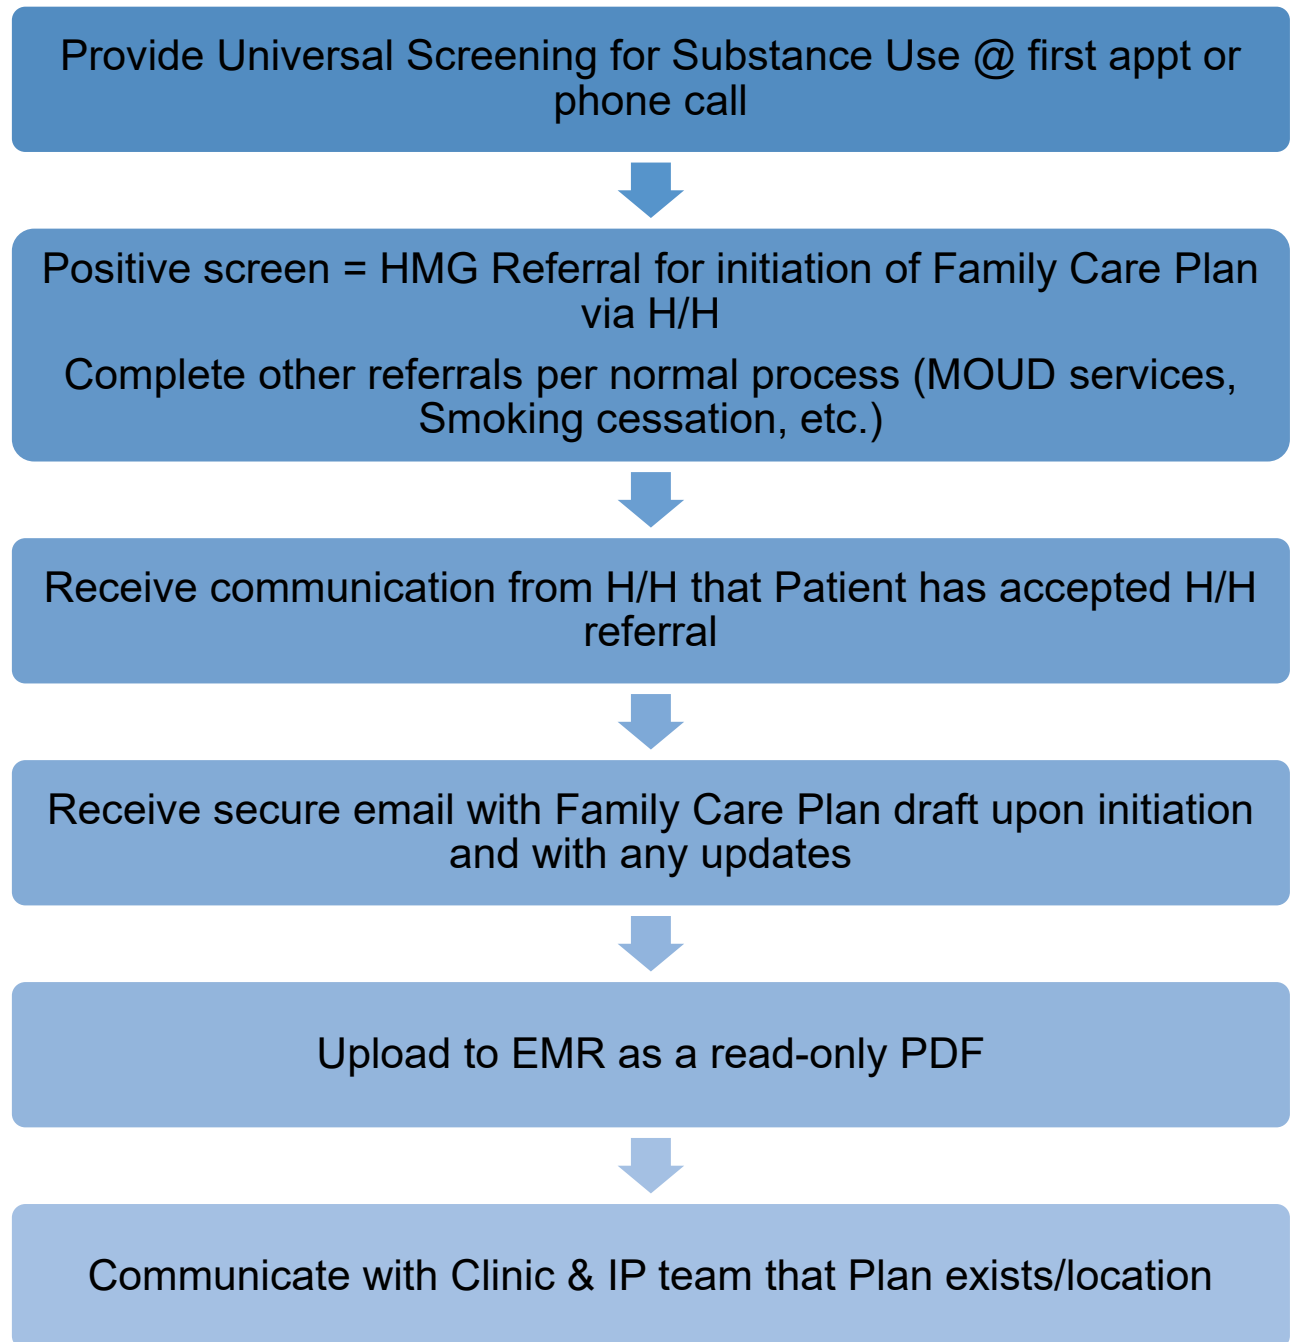 Provide Universal Screening for Substance Use @ first appt or
phone call
Positive screen = HMG Referral for initiation of Family Care Plan
via H/H
Complete other referrals per normal process (MOUD services,
Smoking cessation, etc.)
Receive communication from H/H that Patient has accepted H/H
referral
Receive secure email with Family Care Plan draft upon initiation
and with any updates
Upload to EMR as a read-only PDF
Communicate with Clinic & IP team that Plan exists/location